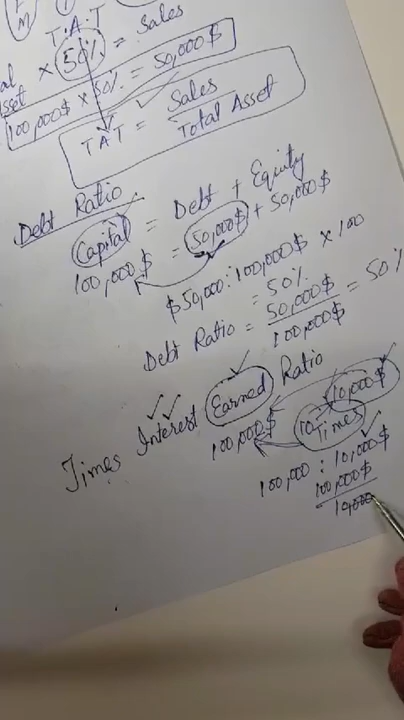 T.A.T
Asset × 50% = Sales
100,000$ × 50% = 50,000$
TAT = Sales / Total Asset
Debt Ratio
Capital = Debt + Equity
100,000$ = 50,000$ + 50,000$
$50,000 : 100,000$ × 100
= 50%
Debt Ratio = 50,000$ / 100,000$ = 50%
Times Interest Earned Ratio
100,000$ 10 Times 10,000$
100,000 : 10,000$
100,000$
10,000